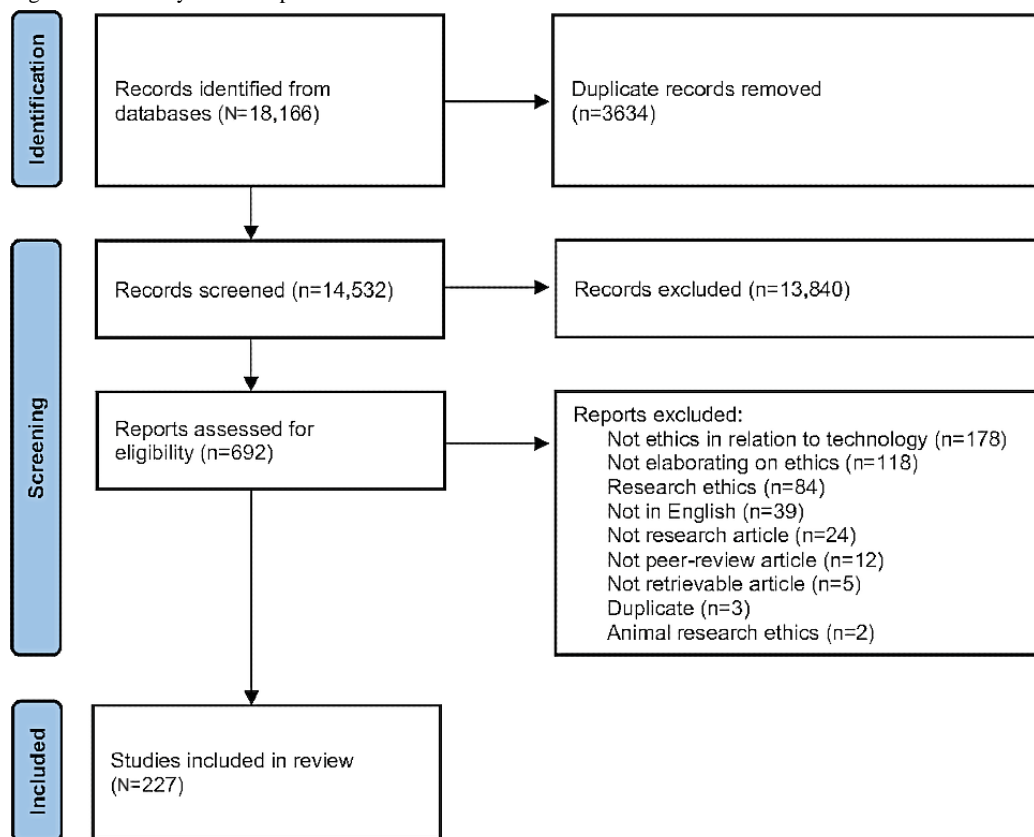 Identification
Records identified from
databases (N=18,166)
Duplicate records removed
(n=3634)
Screening
Records screened (n=14,532)
Records excluded (n=13,840)
Reports assessed for
eligibility (n=692)
Reports excluded:
Not ethics in relation to technology (n=178)
Not elaborating on ethics (n=118)
Research ethics (n=84)
Not in English (n=39)
Not research article (n=24)
Not peer-review article (n=12)
Not retrievable article (n=5)
Duplicate (n=3)
Animal research ethics (n=2)
Included
Studies included in review
(N=227)